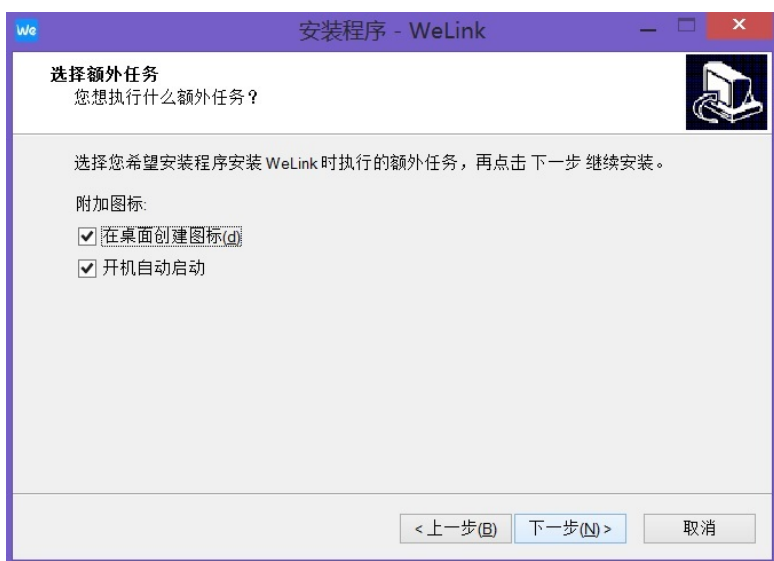 We
安装程序 - WeLink
选择额外任务
您想执行什么额外任务？
选择您希望安装程序安装 WeLink 时执行的额外任务，再点击 下一步 继续安装。
附加图标:
在桌面创建图标(d)
开机自动启动
<上一步(B) 下一步(N)> 取消